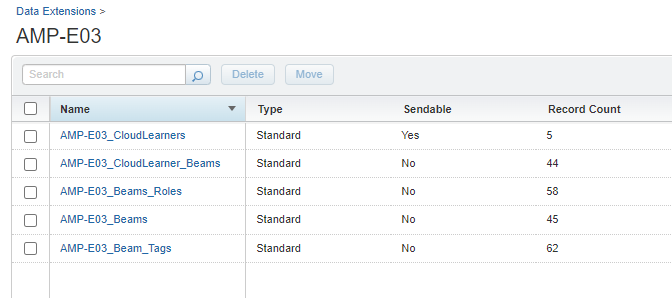 Data Extensions >
AMP-E03
Search Delete Move
Name Type Sendable Record Count
AMP-E03_CloudLearners Standard Yes 5
AMP-E03_CloudLearner_Beams Standard No 44
AMP-E03_Beams_Roles Standard No 58
AMP-E03_Beams Standard No 45
AMP-E03_Beam_Tags Standard No 62